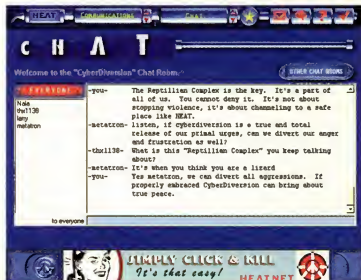 HEAT
COMMUNICATIONS
CHAT
CHAT
Welcome to the "CyberDiversion" Chat Room.
OTHER CHAT ROOMS
EVERYONE
Naia
thx1138
larry
metatron
-you- The Reptillian Complex is the key. It's a part of
all of us. You cannot deny it. It's not about
stopping violence, it's about channeling to a safe
place like HEAT.
-metatron- listen, if cyberdiversion is a true and total
release of our primal urges, can we divert our anger
and frustration as well?
-thx1138- What is this "Reptillian Complex" you keep talking
about?
-metatron- It's when you think you are a lizard
-you- Yes metatron, we can divert all aggressions. If
properly embraced CyberDiversion can bring about
true peace.
to everyone
SIMPLY CLICK & KILL
It's that easy!
HEATNET